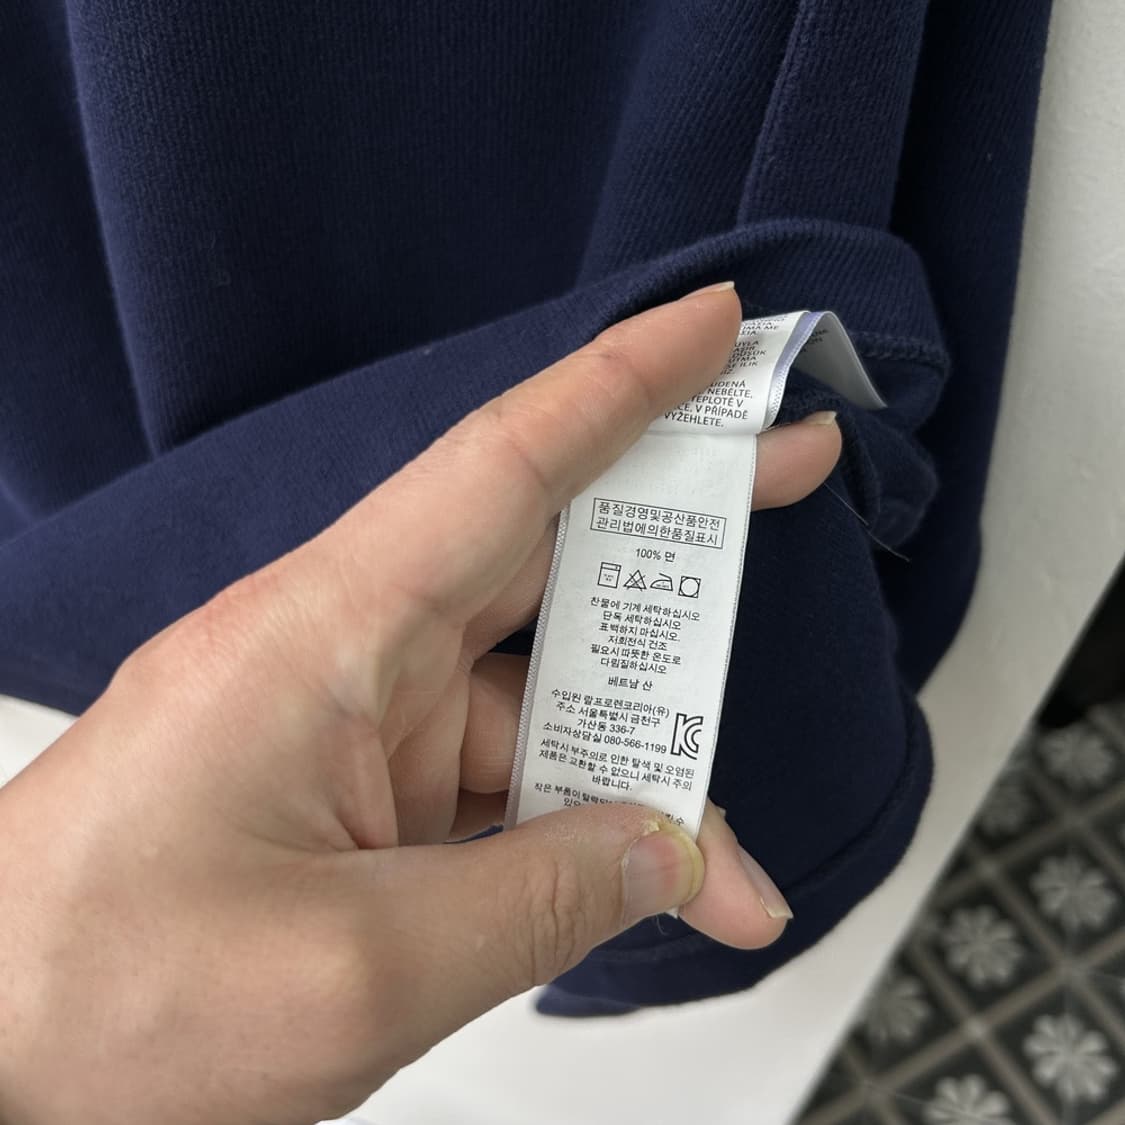 UYLA
NEBĚLTE.
TEPLOTĚ V
V PŘÍPADĚ
VYŽEHLETE.
품질경영및공산품안전
관리법에의한품질표시
100% 면
찬물에 기계 세탁하십시오
단독 세탁하십시오
표백하지 마십시오.
저회전식 건조
필요시 따뜻한 온도로
다림질하십시오
베트남 산
수입원 랄프로렌코리아(유)
주소 서울특별시 금천구
가산동 336-7
소비자상담실 080-566-1199
세탁시 부주의로 인한 탈색 및 오염된
제품은 교환할 수 없으니 세탁시 주의
바랍니다.
작은 부품이